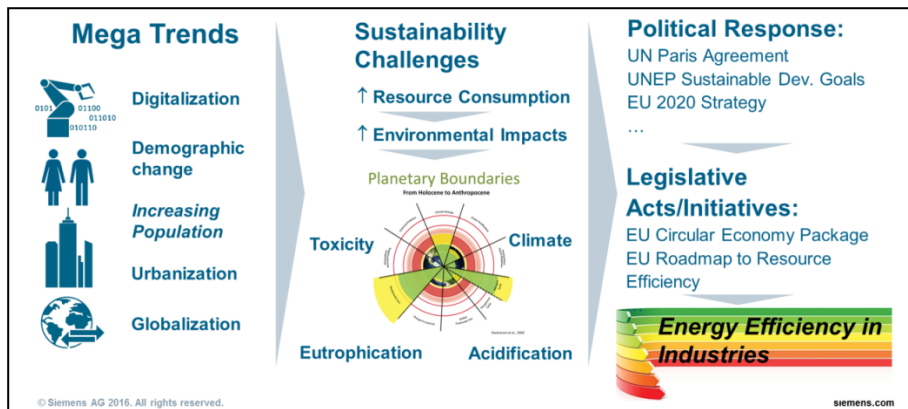 Mega Trends
0101
01100
011010
010110
Digitalization
Demographic
change
Increasing
Population
Urbanization
Globalization
Sustainability
Challenges
↑ Resource Consumption
↑ Environmental Impacts
Planetary Boundaries
From Holocene to Anthropocene
Toxicity
Climate
Eutrophication
Acidification
Political Response:
UN Paris Agreement
UNEP Sustainable Dev. Goals
EU 2020 Strategy
...
Legislative
Acts/Initiatives:
EU Circular Economy Package
EU Roadmap to Resource
Efficiency
Energy Efficiency in
Industries
© Siemens AG 2016. All rights reserved.
siemens.com